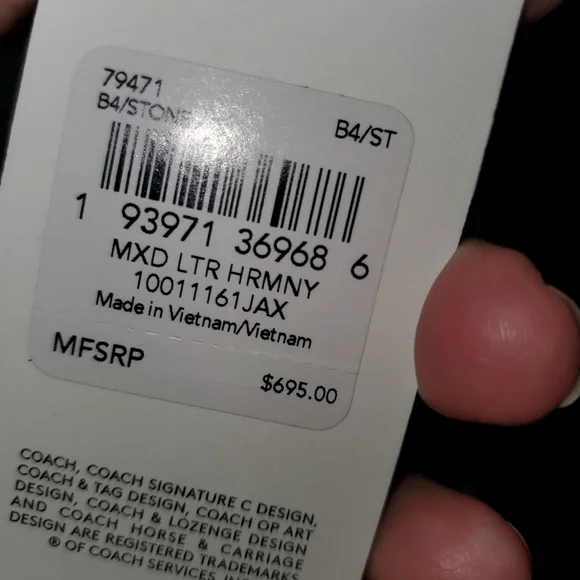 79471
B4/STONE
B4/ST
1 93971 36968 6
MXD LTR HRMNY
10011161JAX
Made in Vietnam/Vietnam
MFSRP
$695.00
COACH, COACH SIGNATURE C DESIGN,
COACH & TAG DESIGN, COACH OP ART
DESIGN, COACH & LOZENGE DESIGN
AND COACH HORSE & CARRIAGE
DESIGN ARE REGISTERED TRADEMARKS
® OF COACH SERVICES,